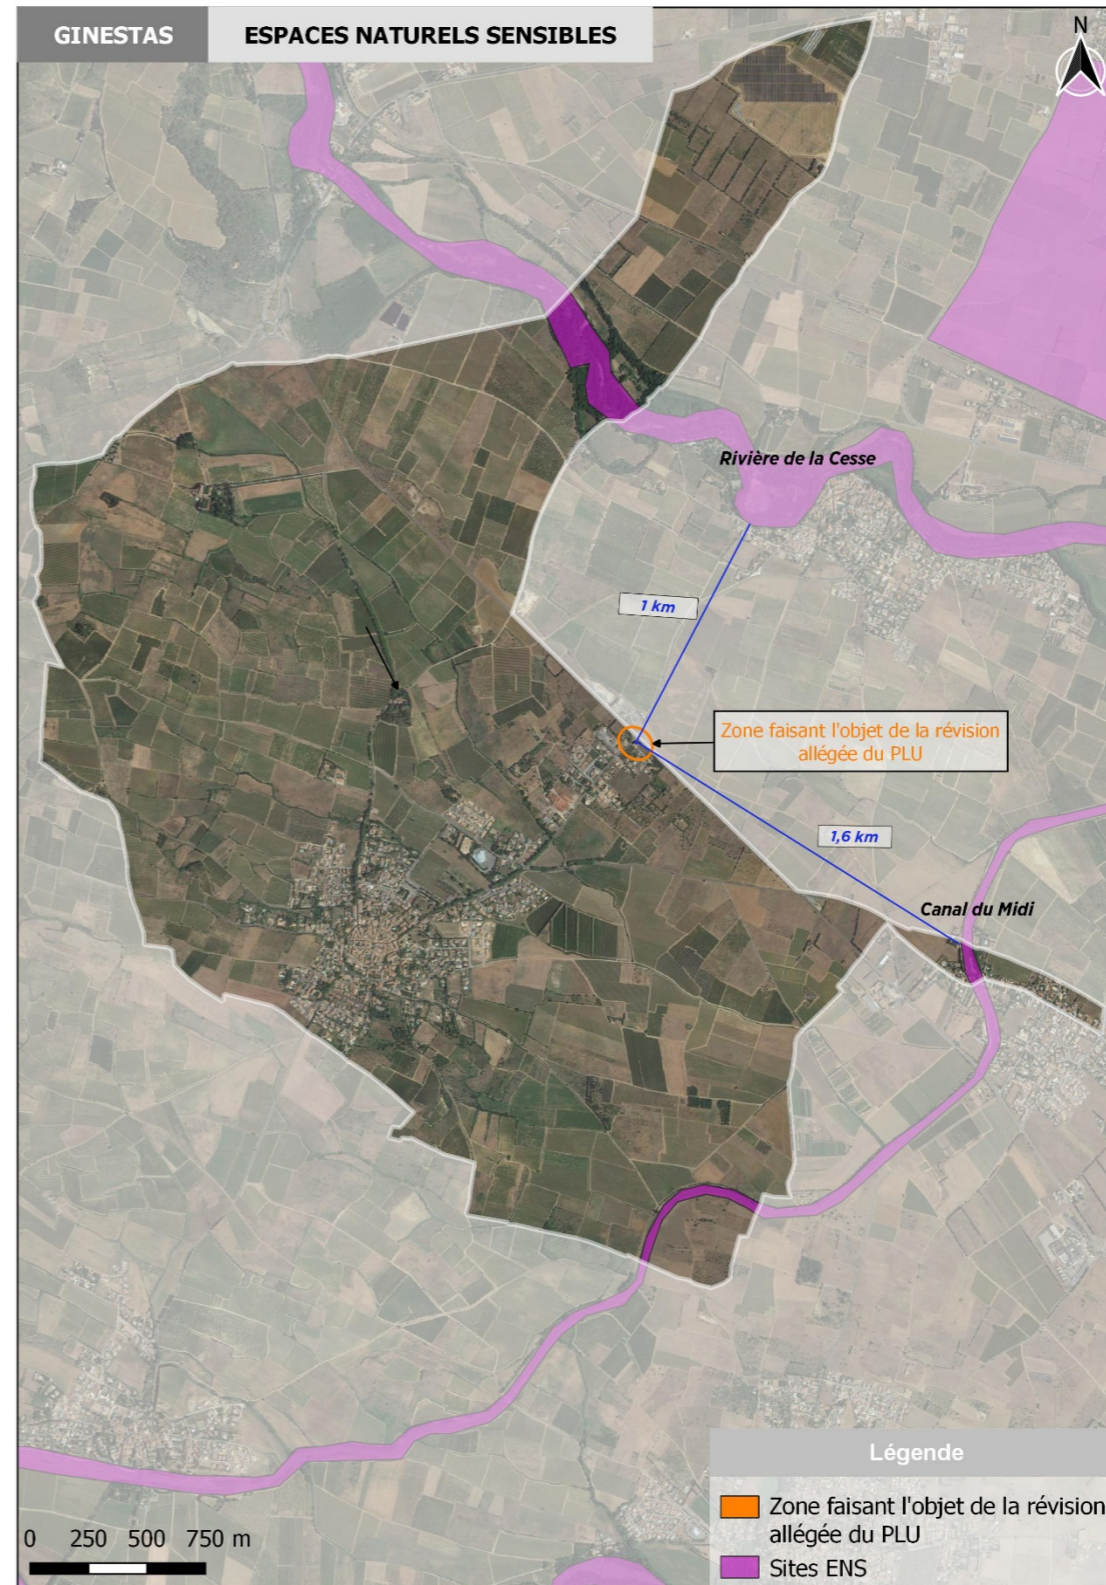 GINESTAS
ESPACES NATURELS SENSIBLES
N
Rivière de la Cesse
1 km
Zone faisant l'objet de la révision
allégée du PLU
1,6 km
Canal du Midi
Légende
Zone faisant l'objet de la révision
allégée du PLU
Sites ENS
0 250 500 750 m